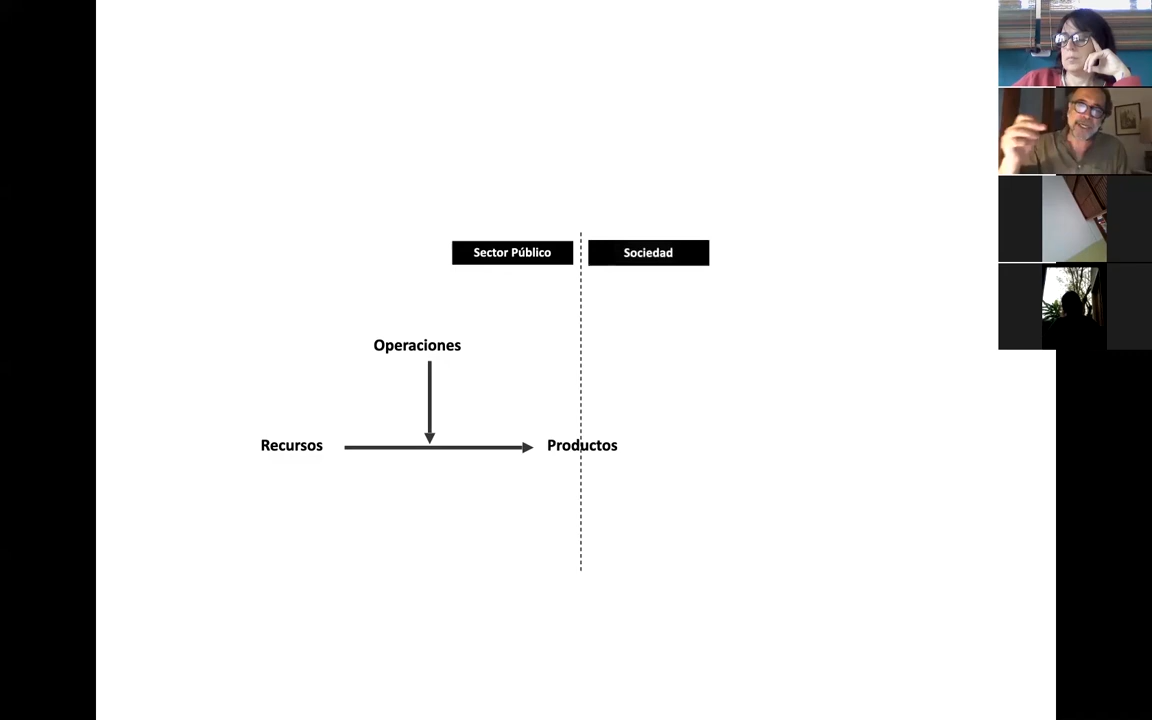 Sector Público
Sociedad
Operaciones
Recursos
Productos